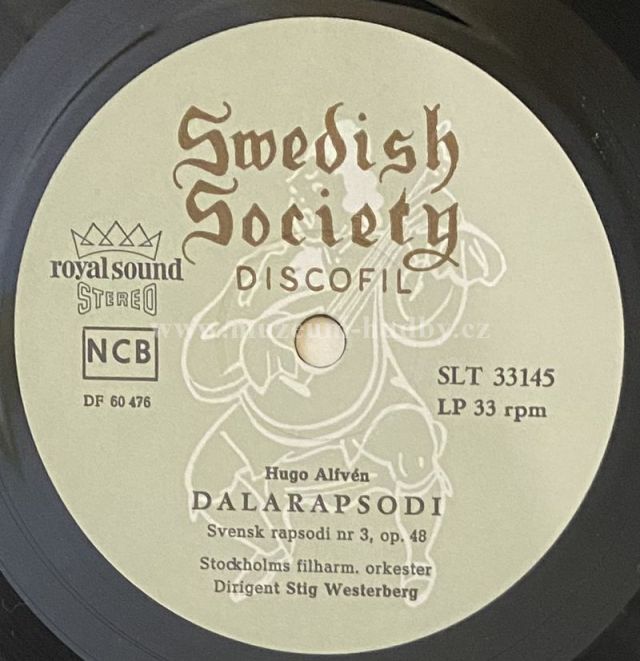 Swedish
Society
DISCOFIL
royal sound
STEREO
www.muzeum-hudby.cz
NCB
DF 60 476
SLT 33145
LP 33 rpm
Hugo Alfvén
DALARAPSODI
Svensk rapsodi nr 3, op. 48
Stockholms filharm. orkester
Dirigent Stig Westerberg